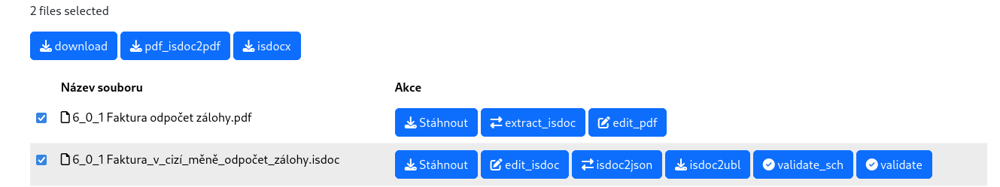 2 files selected
download pdf_isdoc2pdf isdocx
Název souboru Akce
6_0_1 Faktura odpočet zálohy.pdf Stáhnout extract_isdoc edit_pdf
6_0_1 Faktura_v_cizí_měně_odpočet_zálohy.isdoc Stáhnout edit_isdoc isdoc2json isdoc2ubl validate_sch validate